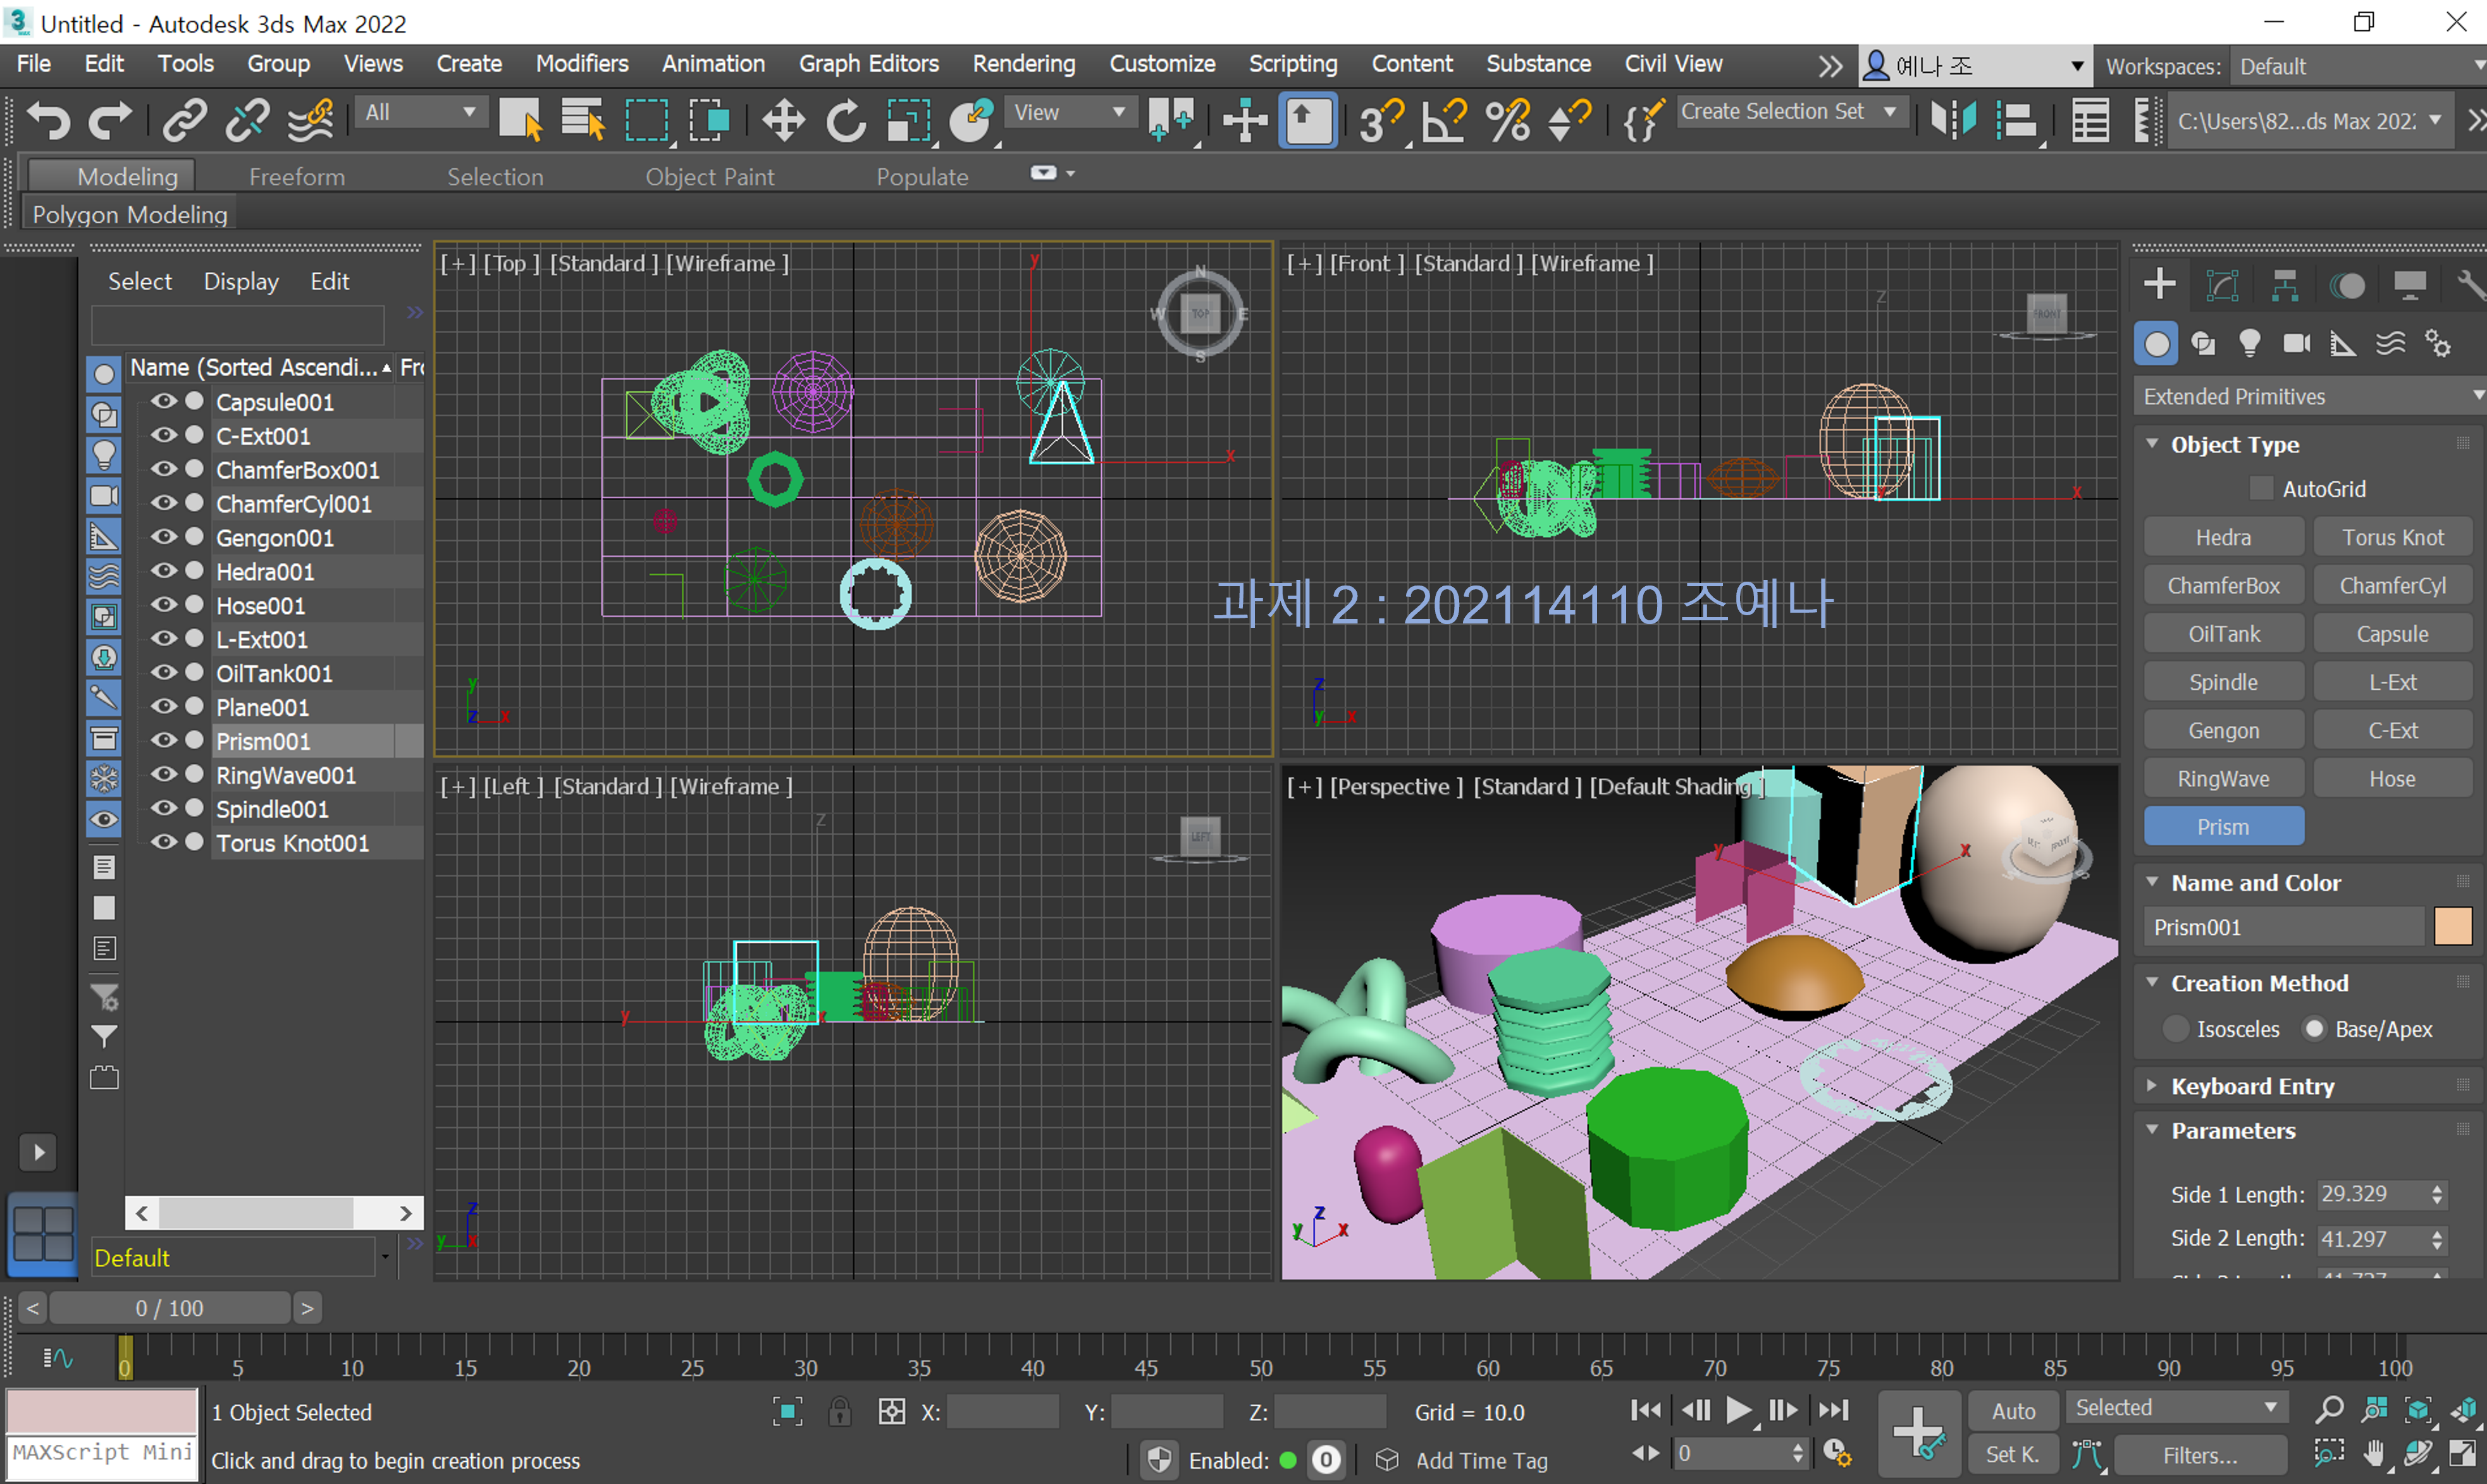 Untitled - Autodesk 3ds Max 2022
File Edit Tools Group Views Create Modifiers Animation Graph Editors Rendering Customize Scripting Content Substance Civil View
예나 조
Workspaces: Default
All
View
Create Selection Set
C:\Users\82...ds Max 202
Modeling Freeform Selection Object Paint Populate
Polygon Modeling
Select Display Edit
Name (Sorted Ascendi...
Capsule001
C-Ext001
ChamferBox001
ChamferCyl001
Gengon001
Hedra001
Hose001
L-Ext001
OilTank001
Plane001
Prism001
RingWave001
Spindle001
Torus Knot001
Default
[+] [Top ] [Standard ] [Wireframe ]
y
x
N
W TOP E
S
y
z x
[+] [Front ] [Standard ] [Wireframe ]
z
FRONT
x
x
z
y x
과제 2 : 202114110 조예나
[+] [Left ] [Standard ] [Wireframe ]
z
LEFT
y x
z
y x
[+] [Perspective ] [Standard ] [Default Shading ]
y
x
z
y x
Extended Primitives
Object Type
AutoGrid
Hedra Torus Knot
ChamferBox ChamferCyl
OilTank Capsule
Spindle L-Ext
Gengon C-Ext
RingWave Hose
Prism
Name and Color
Prism001
Creation Method
Isosceles Base/Apex
Keyboard Entry
Parameters
Side 1 Length: 29.329
Side 2 Length: 41.297
< 0 / 100 >
0 5 10 15 20 25 30 35 40 45 50 55 60 65 70 75 80 85 90 95 100
1 Object Selected
X: Y: Z: Grid = 10.0
Auto Selected
MAXScript Mini
Click and drag to begin creation process
Enabled: 0
Add Time Tag
0
Set K. Filters...